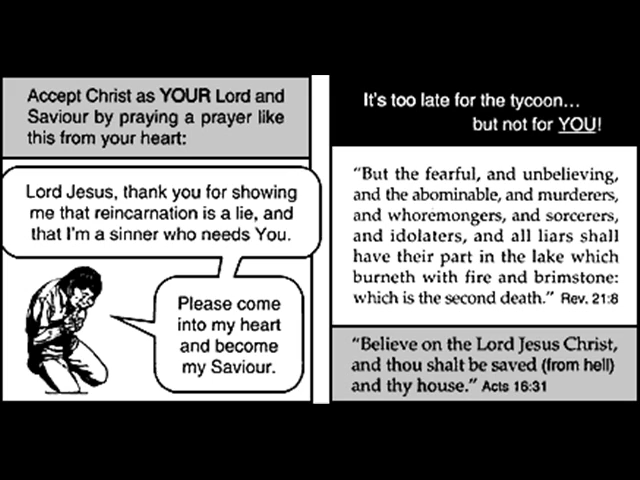 Accept Christ as YOUR Lord and
Saviour by praying a prayer like
this from your heart:
Lord Jesus, thank you for showing
me that reincarnation is a lie, and
that I'm a sinner who needs You.
Please come
into my heart
and become
my Saviour.
It's too late for the tycoon...
but not for YOU!
“But the fearful, and unbelieving,
and the abominable, and murderers,
and whoremongers, and sorcerers,
and idolaters, and all liars shall
have their part in the lake which
burneth with fire and brimstone:
which is the second death.” Rev. 21:8
“Believe on the Lord Jesus Christ,
and thou shalt be saved (from hell)
and thy house.” Acts 16:31